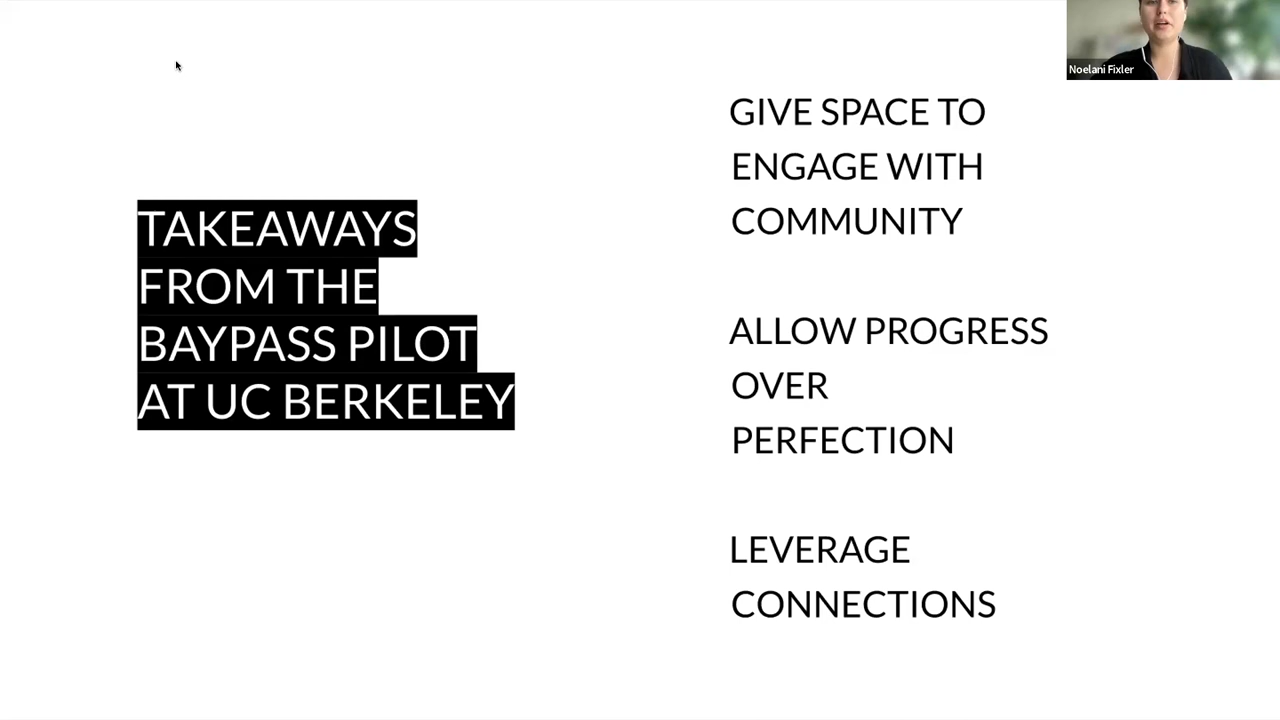 Noelani Fixler
TAKEAWAYS
FROM THE
BAYPASS PILOT
AT UC BERKELEY
GIVE SPACE TO
ENGAGE WITH
COMMUNITY
ALLOW PROGRESS
OVER
PERFECTION
LEVERAGE
CONNECTIONS